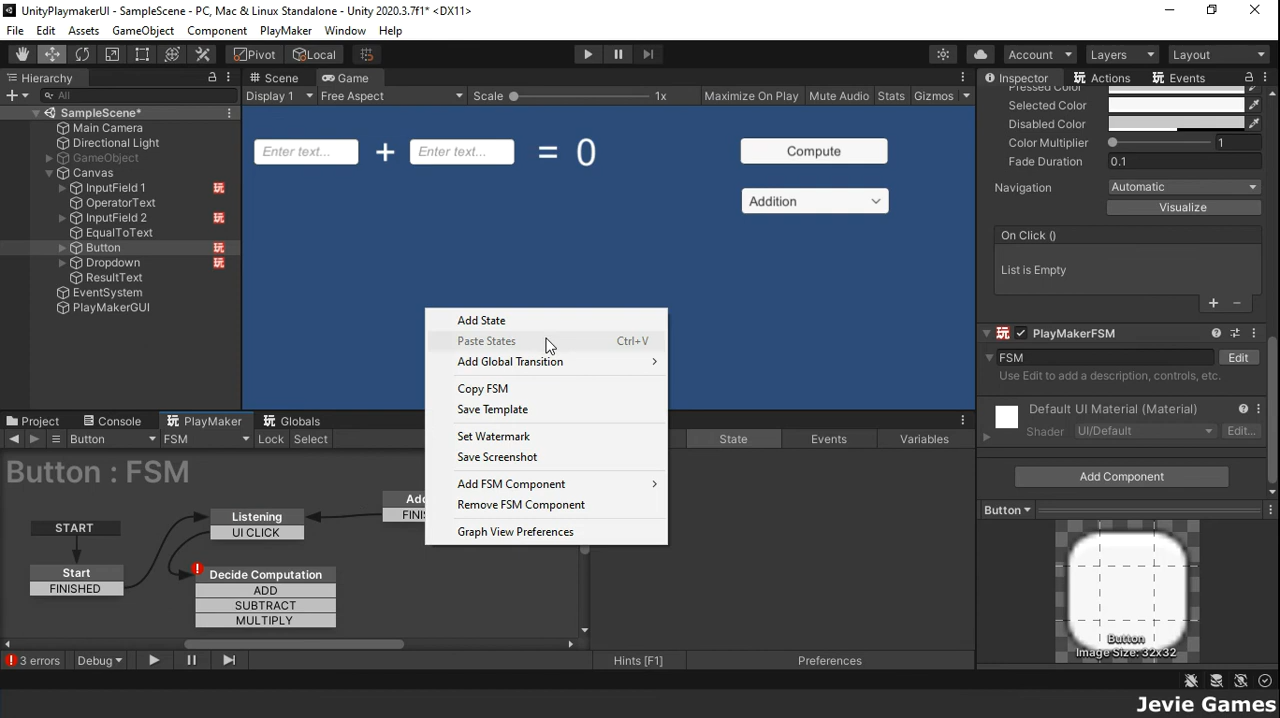 UnityPlaymakerUI - SampleScene - PC, Mac & Linux Standalone - Unity 2020.3.7f1* <DX11>
File Edit Assets GameObject Component PlayMaker Window Help
Pivot Local Account Layers Layout
Hierarchy
All
SampleScene*
Main Camera
Directional Light
GameObject
Canvas
InputField 1
OperatorText
InputField 2
EqualToText
Button
Dropdown
ResultText
EventSystem
PlayMakerGUI
Scene Game
Display 1 Free Aspect Scale 1x Maximize On Play Mute Audio Stats Gizmos
Enter text... + Enter text... = 0
Compute
Addition
Add State
Paste States Ctrl+V
Add Global Transition
Copy FSM
Save Template
Set Watermark
Save Screenshot
Add FSM Component
Remove FSM Component
Graph View Preferences
Inspector Actions Events
Pressed Color
Selected Color
Disabled Color
Color Multiplier 1
Fade Duration 0.1
Navigation Automatic
Visualize
On Click ()
List is Empty
+ -
PlayMakerFSM
FSM Edit
Use Edit to add a description, controls, etc.
Default UI Material (Material)
Shader UI/Default Edit...
Add Component
Button
Button
Image Size: 32x32
Project Console PlayMaker Globals
Button FSM Lock Select State Events Variables
Button : FSM
START
Start
FINISHED
Listening
UI CLICK
Decide Computation
ADD
SUBTRACT
MULTIPLY
3 errors Debug Hints [F1] Preferences
Jevie Games